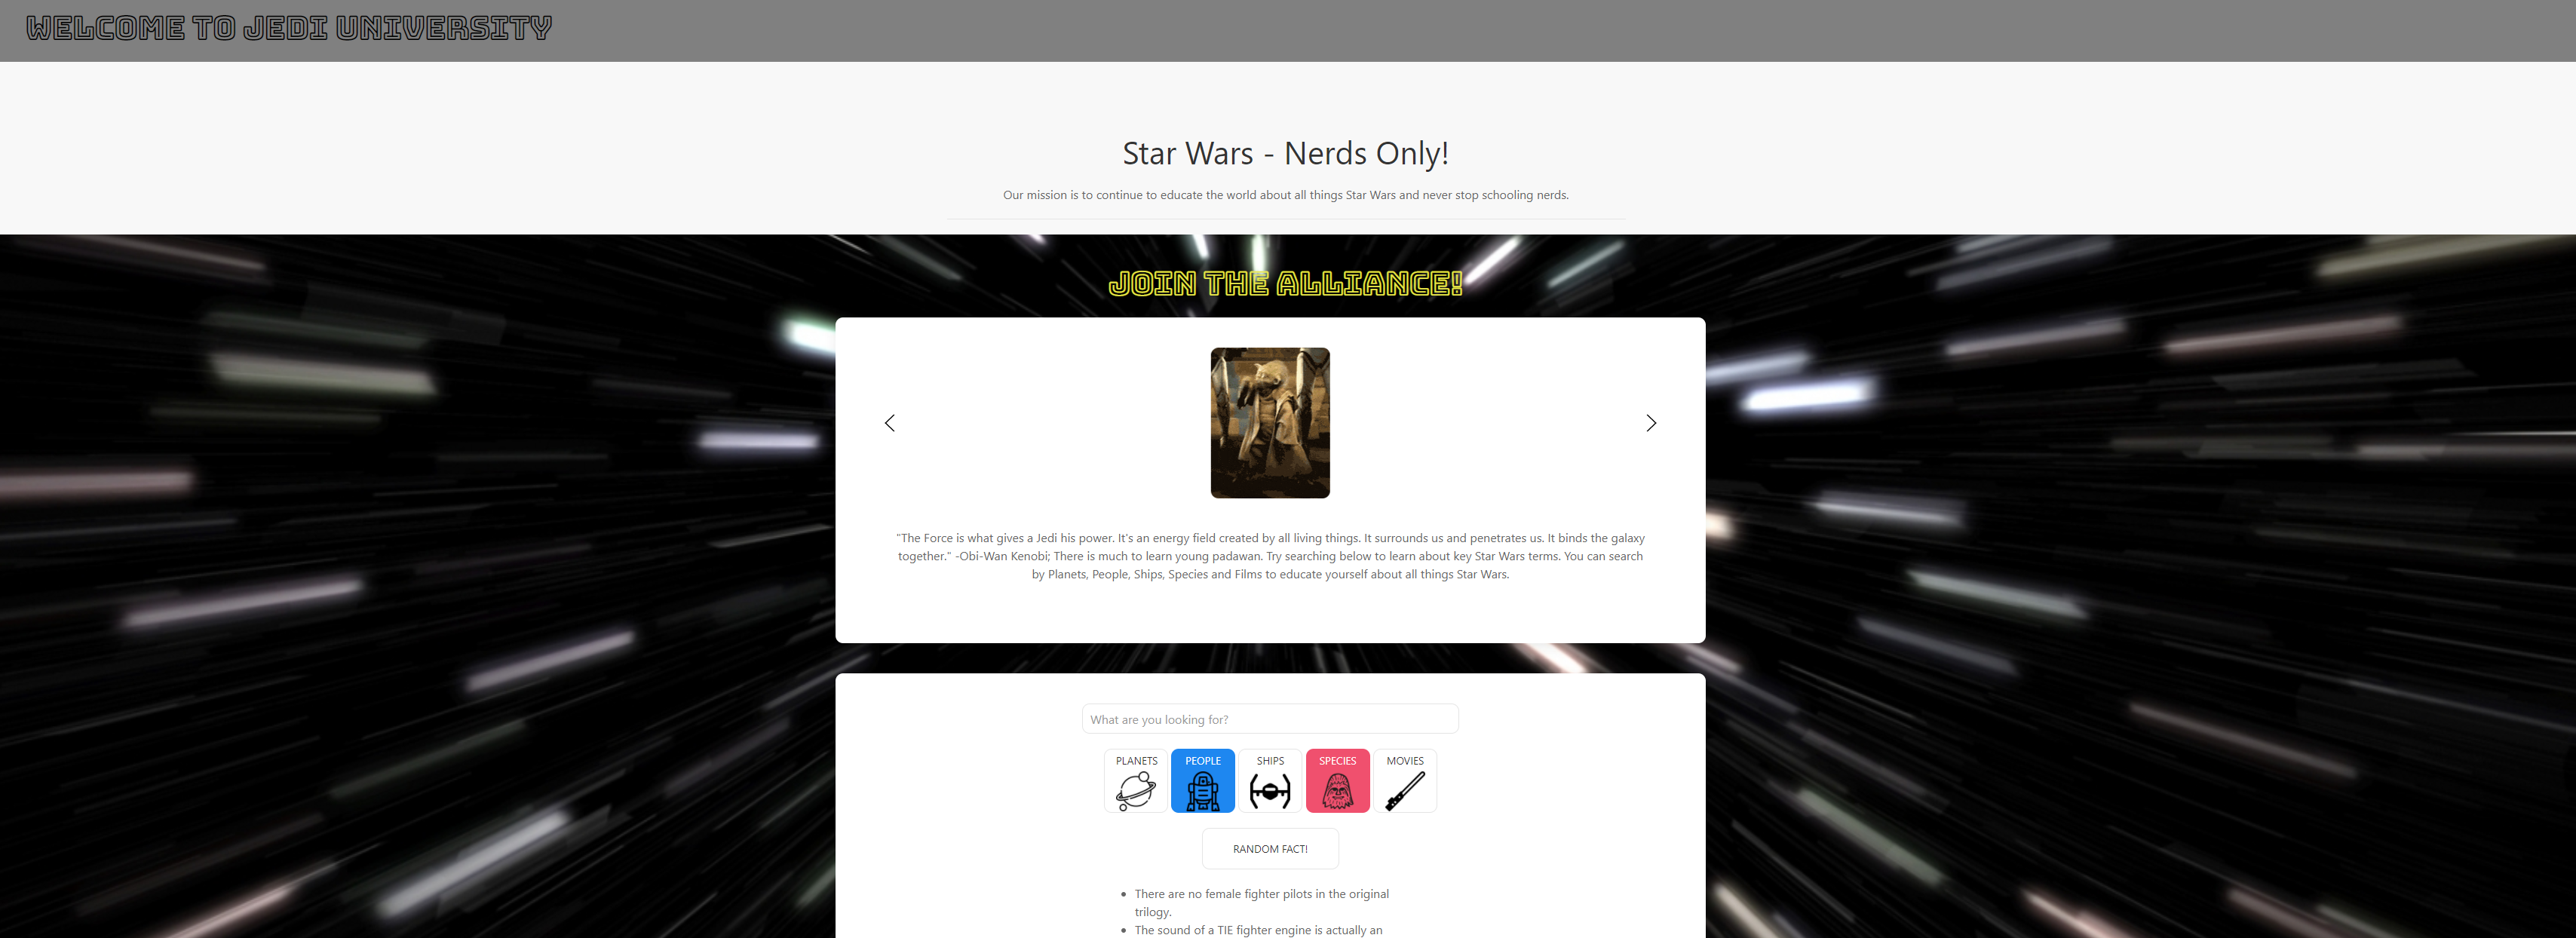 WELCOME TO JEDI UNIVERSITY
Star Wars - Nerds Only!
Our mission is to continue to educate the world about all things Star Wars and never stop schooling nerds.
JOIN THE ALLIANCE!
"The Force is what gives a Jedi his power. It's an energy field created by all living things. It surrounds us and penetrates us. It binds the galaxy
together." -Obi-Wan Kenobi; There is much to learn young padawan. Try searching below to learn about key Star Wars terms. You can search
by Planets, People, Ships, Species and Films to educate yourself about all things Star Wars.
What are you looking for?
PLANETS PEOPLE SHIPS SPECIES MOVIES
RANDOM FACT!
• There are no female fighter pilots in the original
trilogy.
• The sound of a TIE fighter engine is actually an